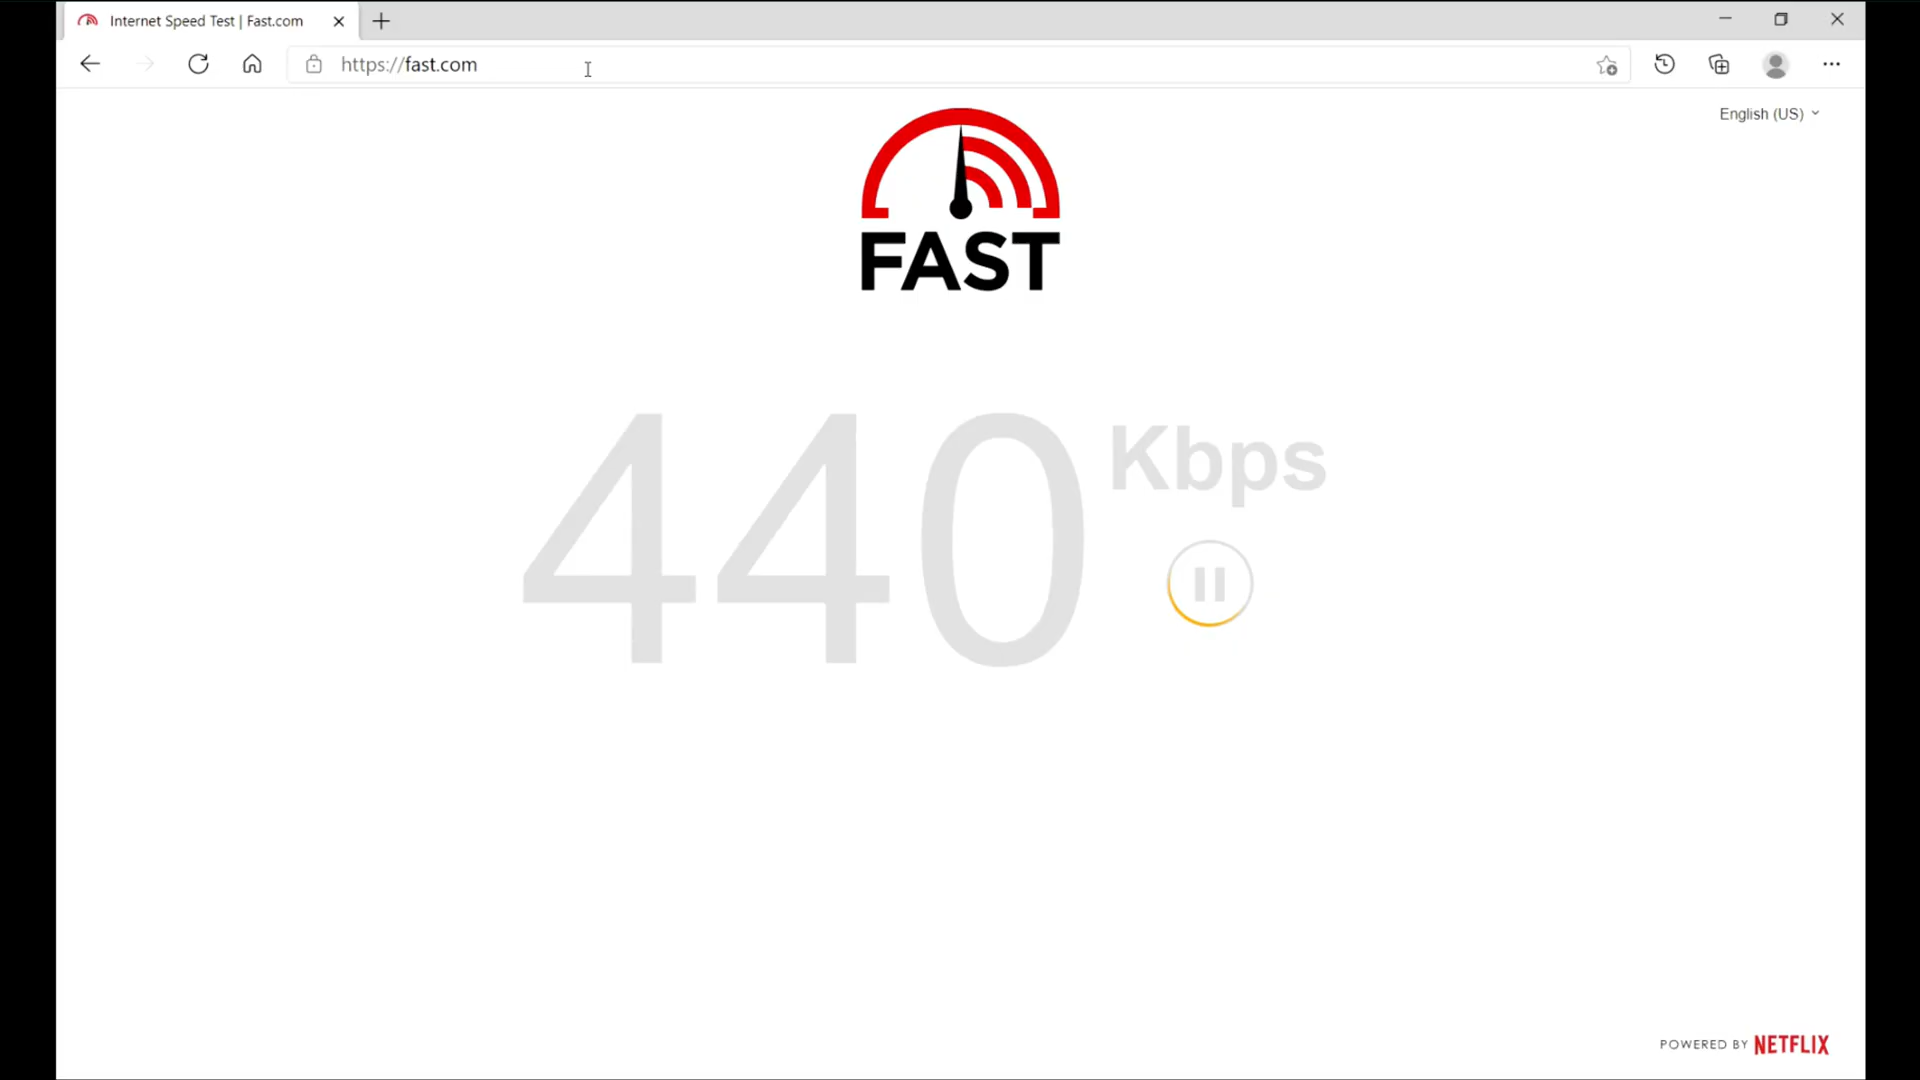 Internet Speed Test | Fast.com
https://fast.com
English (US)
FAST
440 Kbps
POWERED BY NETFLIX